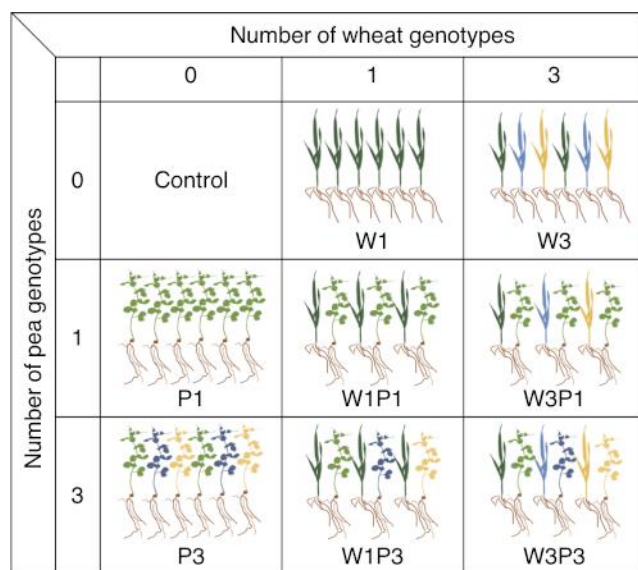 Number of wheat genotypes
0 1 3
Number of pea genotypes
0 Control W1 W3
1 P1 W1P1 W3P1
3 P3 W1P3 W3P3